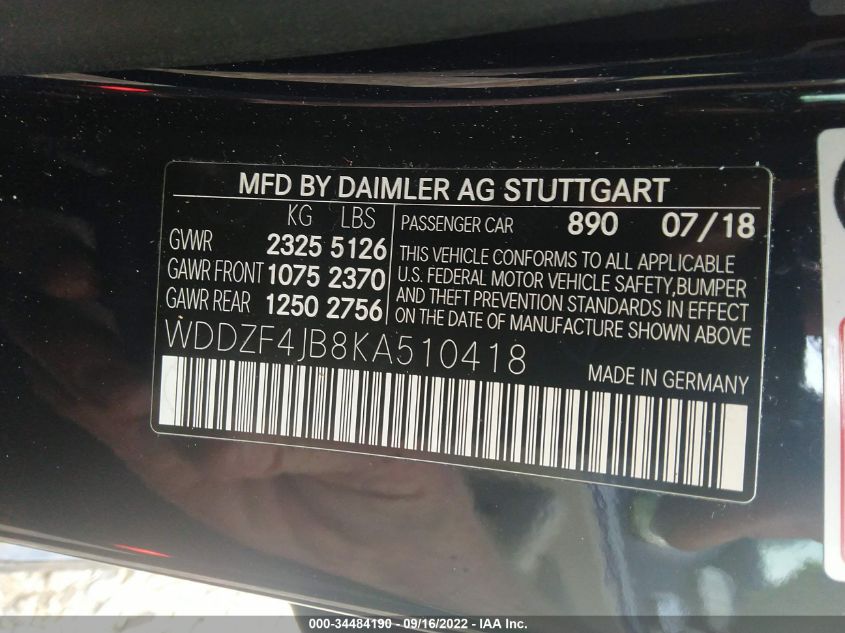 MFD BY DAIMLER AG STUTTGART
KG LBS
GVWR 2325 5126
GAWR FRONT 1075 2370
GAWR REAR 1250 2756
PASSENGER CAR 890 07/18
THIS VEHICLE CONFORMS TO ALL APPLICABLE
U.S. FEDERAL MOTOR VEHICLE SAFETY,BUMPER
AND THEFT PREVENTION STANDARDS IN EFFECT
ON THE DATE OF MANUFACTURE SHOWN ABOVE
WDDZF4JB8KA510418
MADE IN GERMANY
000-34484190 - 09/16/2022 - IAA Inc.